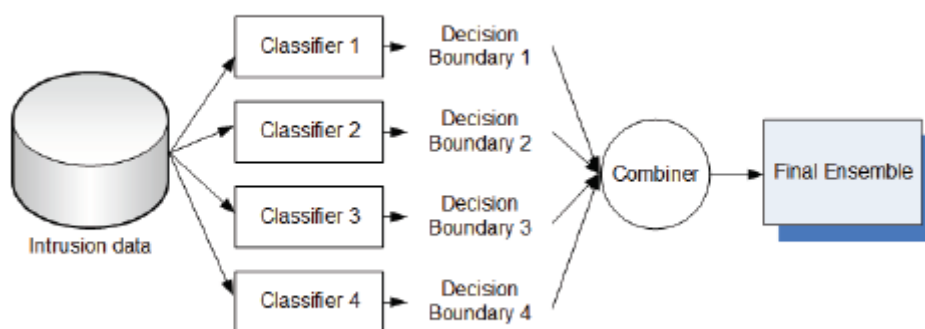 Classifier 1
Decision
Boundary 1
Classifier 2
Decision
Boundary 2
Combiner
Final Ensemble
Classifier 3
Decision
Boundary 3
Intrusion data
Classifier 4
Decision
Boundary 4